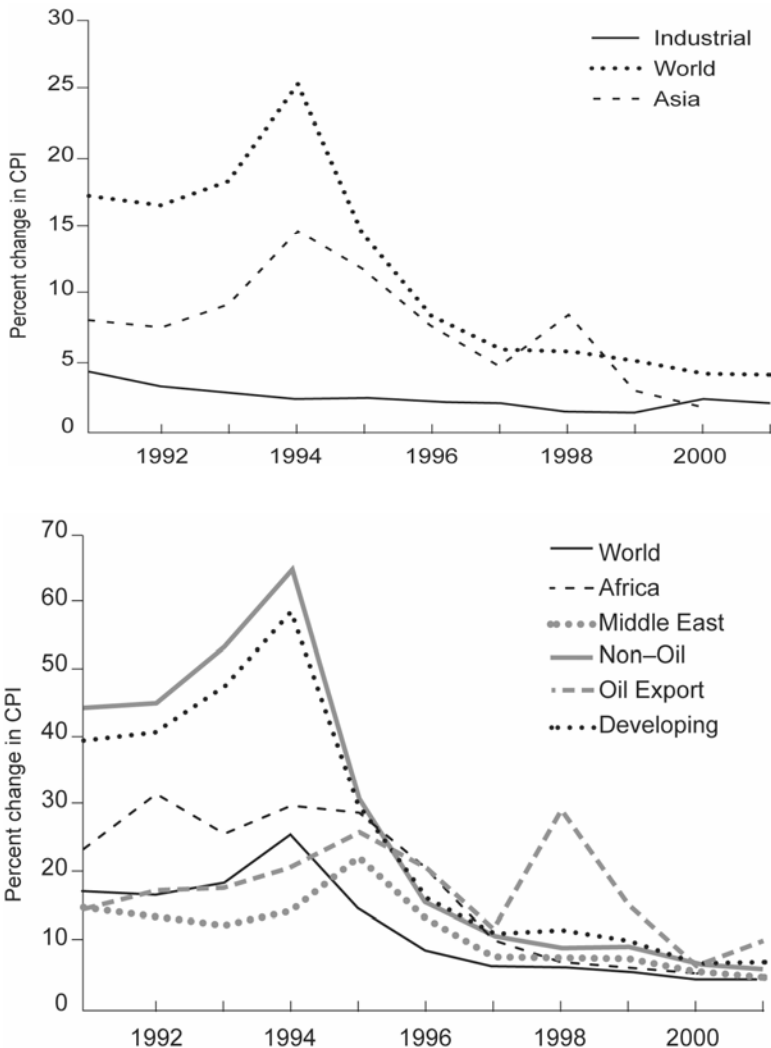 30
25
20
15
10
5
0
Percent change in CPI
Industrial
World
Asia
1992 1994 1996 1998 2000
70
60
50
40
30
20
10
0
Percent change in CPI
World
Africa
Middle East
Non–Oil
Oil Export
Developing
1992 1994 1996 1998 2000